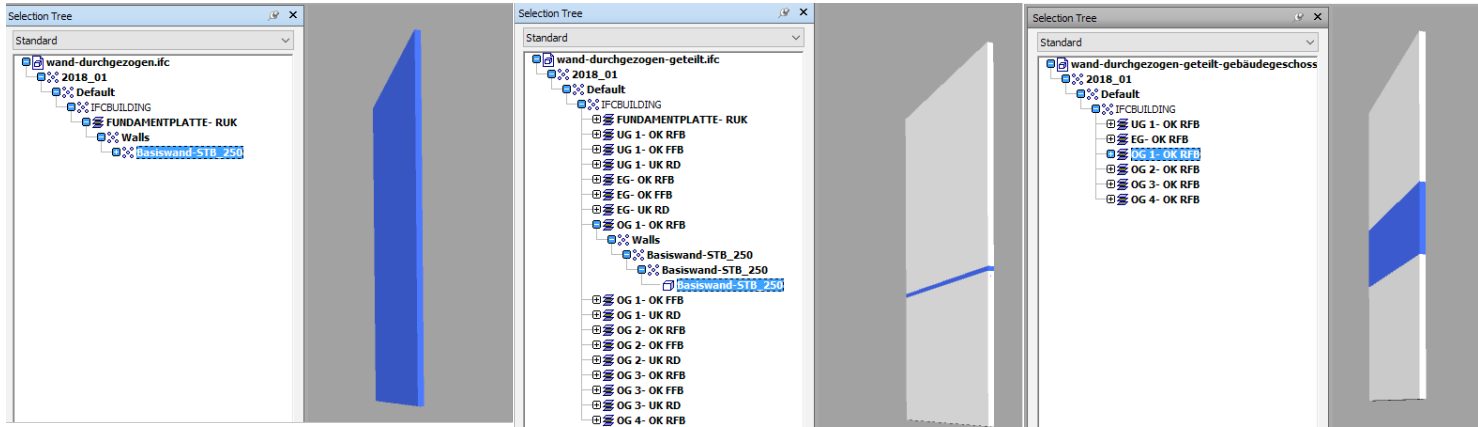 Selection Tree
Standard
wand-durchgezogen.ifc
2018_01
Default
IFCBUILDING
FUNDAMENTPLATTE- RUK
Walls
Basiswand-STB_250
Selection Tree
Standard
wand-durchgezogen-geteilt.ifc
2018_01
Default
IFCBUILDING
FUNDAMENTPLATTE- RUK
UG 1- OK RFB
UG 1- OK FFB
UG 1- UK RD
EG- OK RFB
EG- OK FFB
EG- UK RD
OG 1- OK RFB
Walls
Basiswand-STB_250
Basiswand-STB_250
Basiswand-STB_250
OG 1- OK FFB
OG 1- UK RD
OG 2- OK RFB
OG 2- OK FFB
OG 2- UK RD
OG 3- OK RFB
OG 3- OK FFB
OG 3- UK RD
OG 4- OK RFB
Selection Tree
Standard
wand-durchgezogen-geteilt-gebäudegeschoss
2018_01
Default
IFCBUILDING
UG 1- OK RFB
EG- OK RFB
OG 1- OK RFB
OG 2- OK RFB
OG 3- OK RFB
OG 4- OK RFB